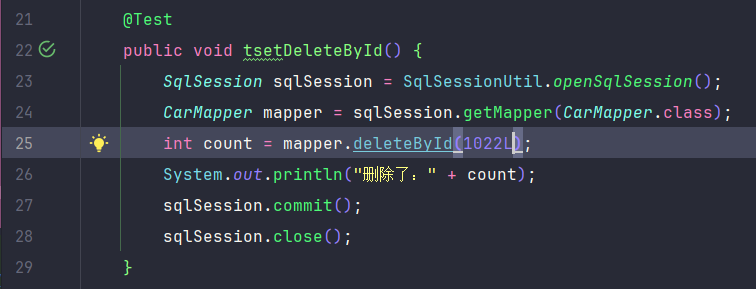 21 @Test
22 public void tsetDeleteById() {
23 SqlSession sqlSession = SqlSessionUtil.openSqlSession();
24 CarMapper mapper = sqlSession.getMapper(CarMapper.class);
25 int count = mapper.deleteById(1022L);
26 System.out.println("删除了：" + count);
27 sqlSession.commit();
28 sqlSession.close();
29 }